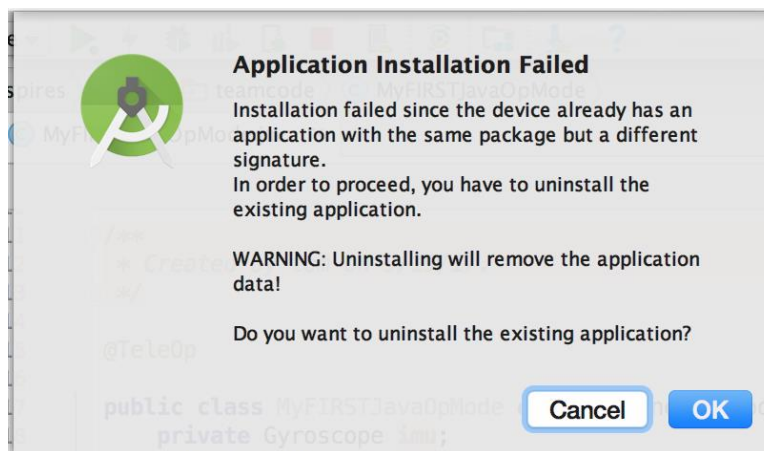 Application Installation Failed
Installation failed since the device already has an
application with the same package but a different
signature.
In order to proceed, you have to uninstall the
existing application.
WARNING: Uninstalling will remove the application
data!
Do you want to uninstall the existing application?
Cancel
OK
teamcode
MyFIRSTJavaOpMode
/**
* Created
*/
@TeleOp
public class MyFIRSTJavaOpMode
private Gyroscope imu;